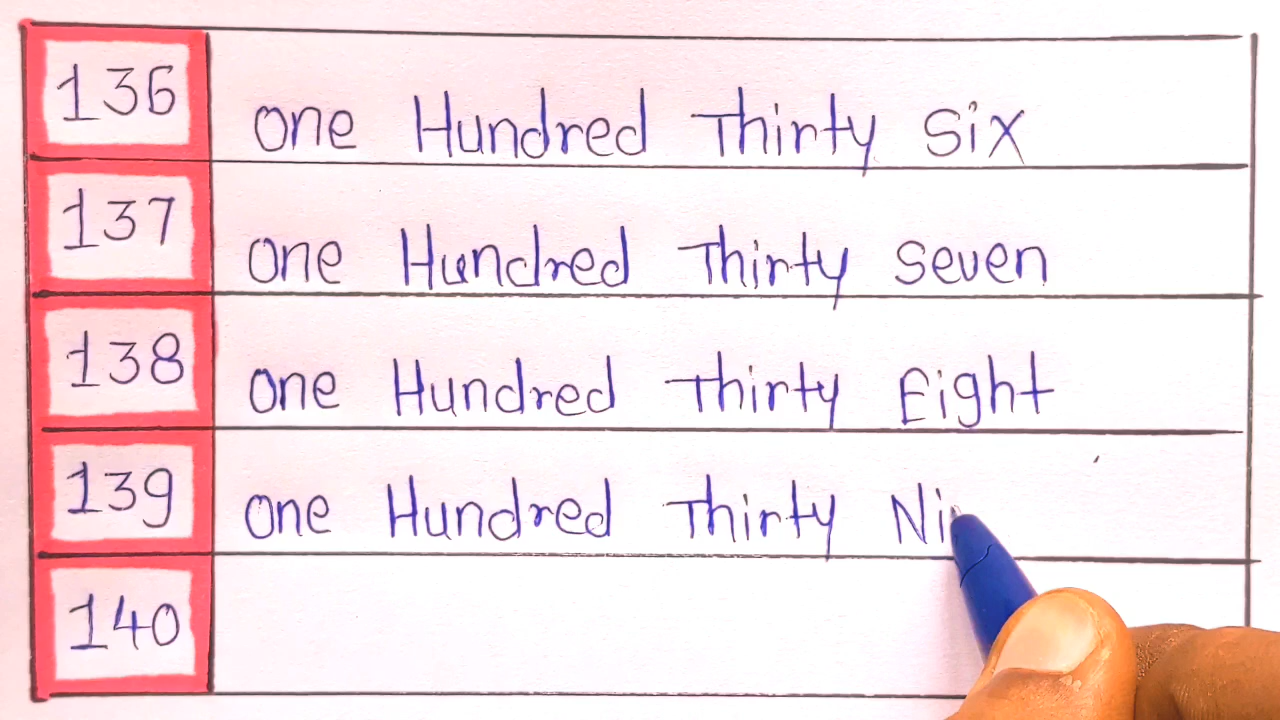 136 One Hundred Thirty Six
137 One Hundred Thirty Seven
138 One Hundred Thirty Eight
139 One Hundred Thirty Ni
140